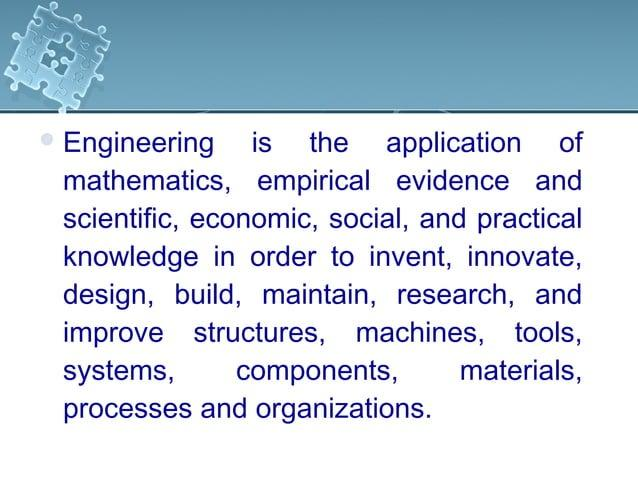 Engineering is the application of
mathematics, empirical evidence and
scientific, economic, social, and practical
knowledge in order to invent, innovate,
design, build, maintain, research, and
improve structures, machines, tools,
systems, components, materials,
processes and organizations.